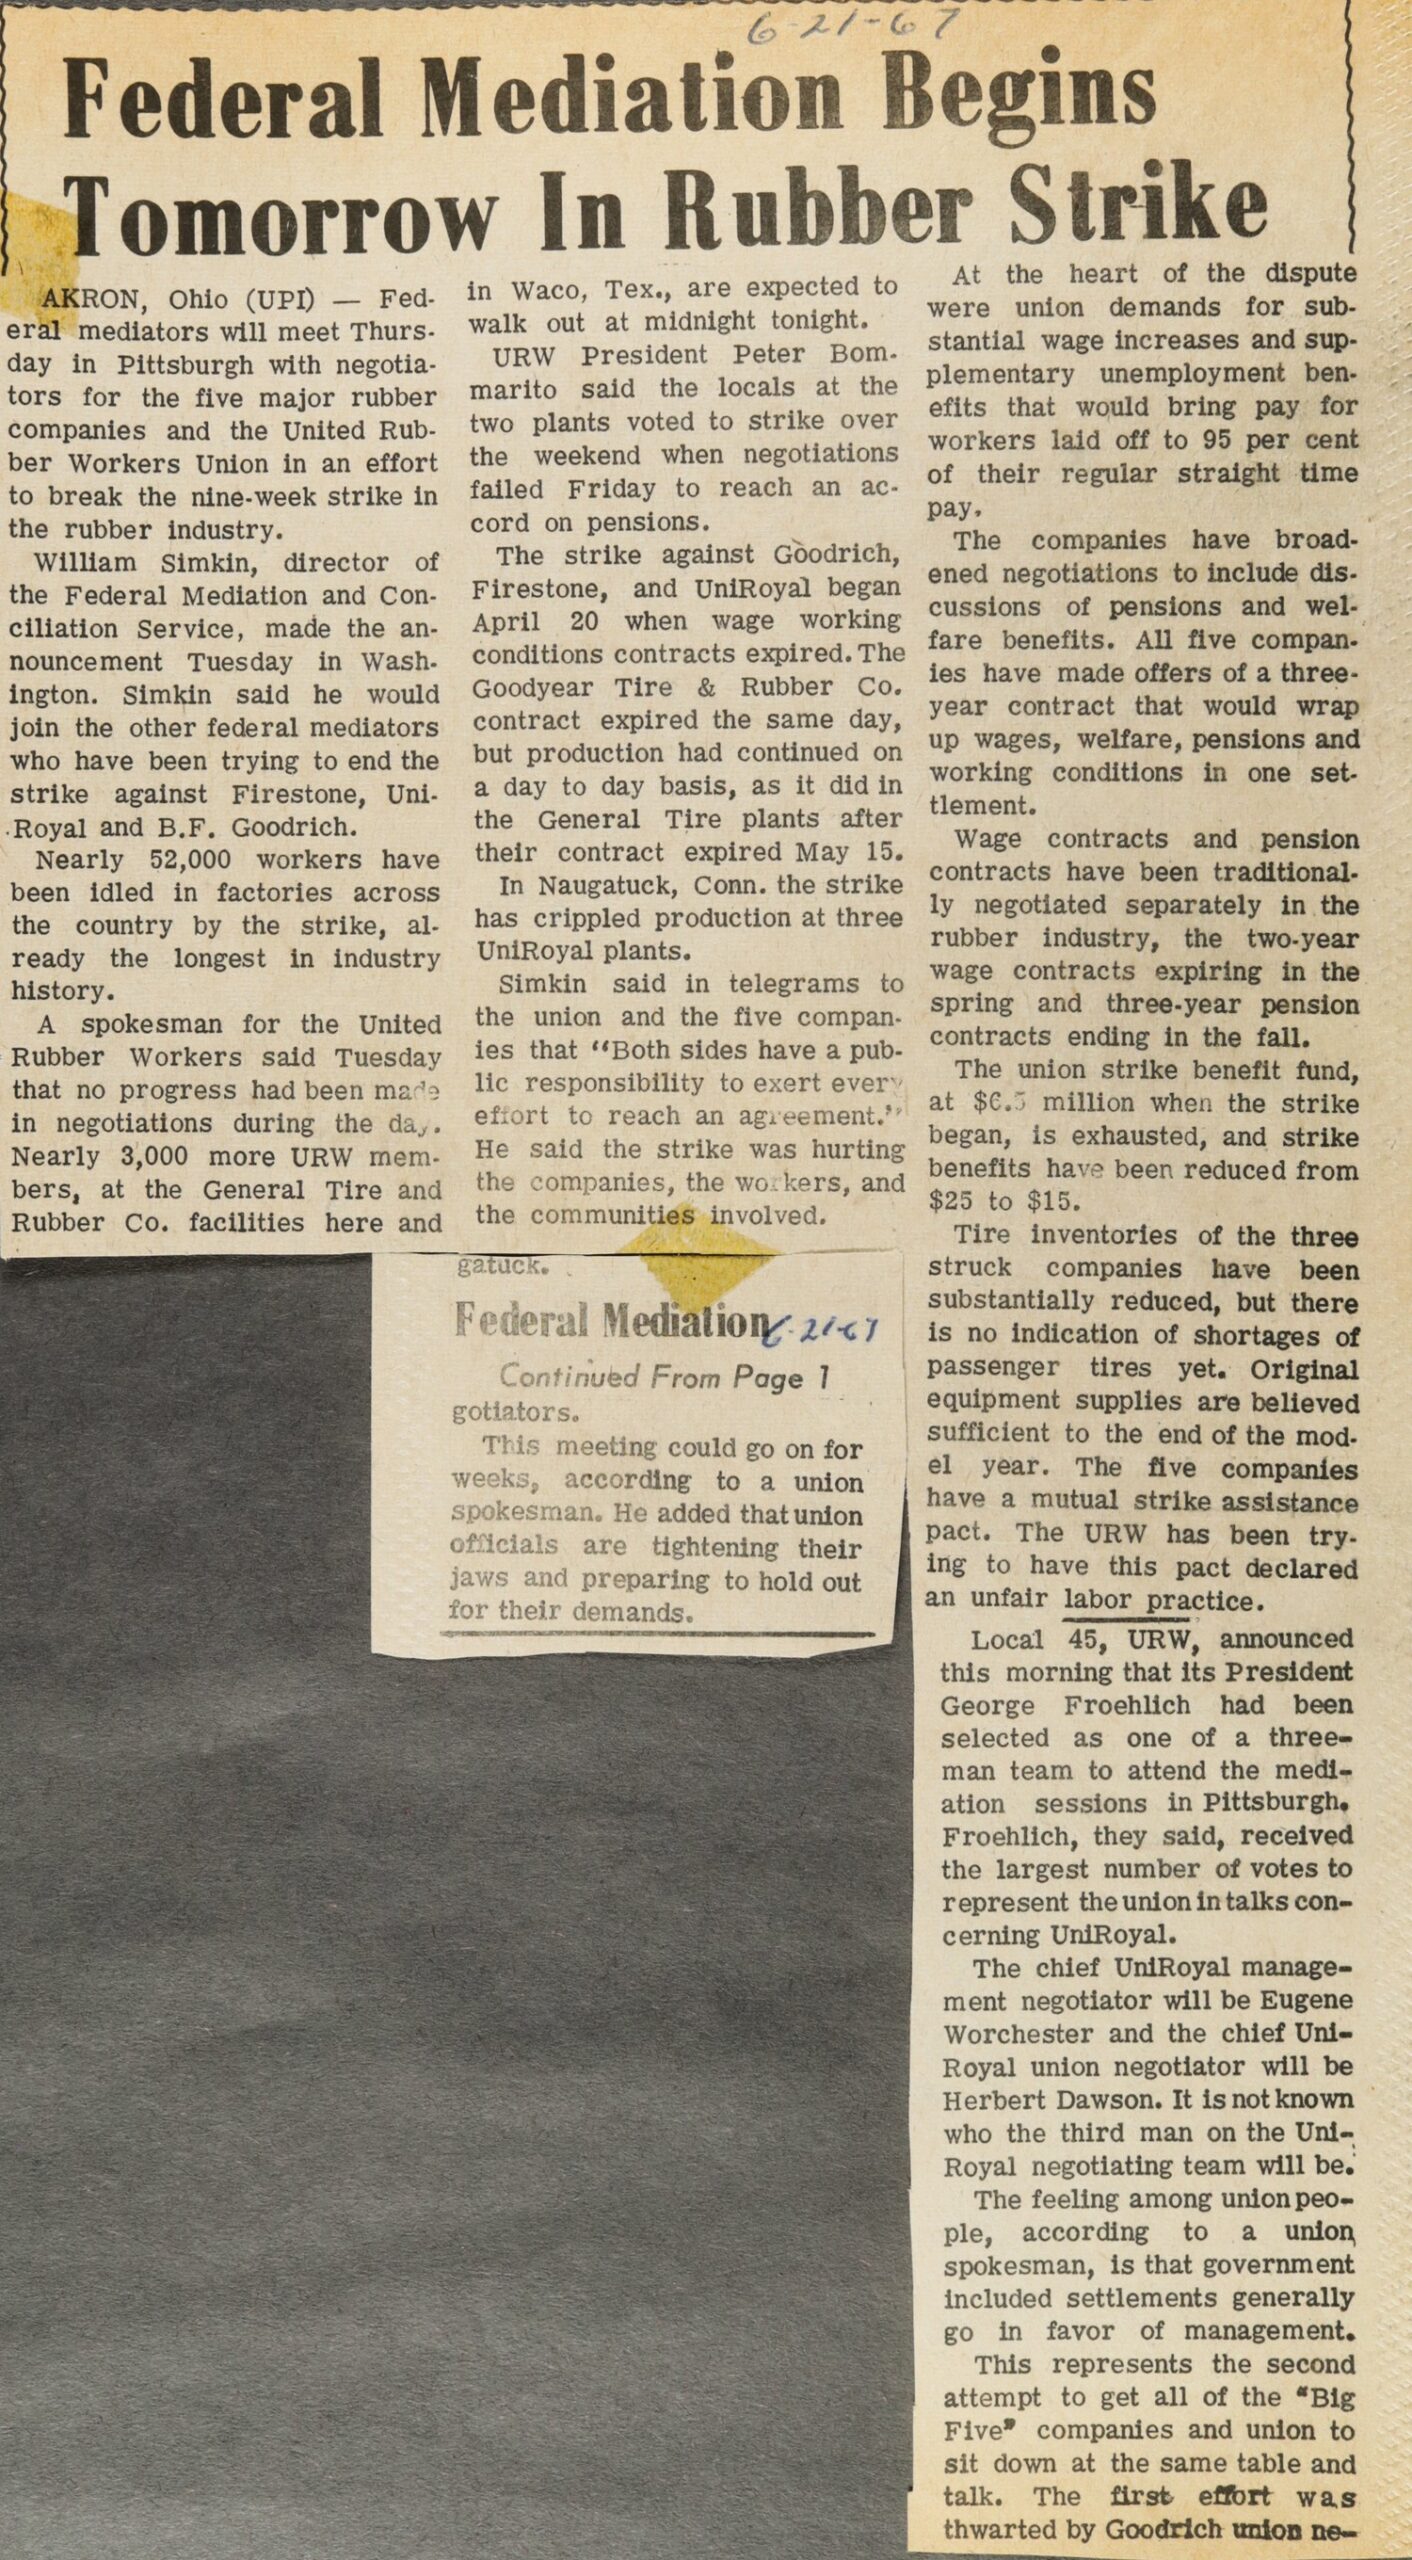 6-21-67
Federal Mediation Begins
Tomorrow In Rubber Strike
AKRON, Ohio (UPI) — Fed-
eral mediators will meet Thurs-
day in Pittsburgh with negotia-
tors for the five major rubber
companies and the United Rub-
ber Workers Union in an effort
to break the nine-week strike in
the rubber industry.
William Simkin, director of
the Federal Mediation and Con-
ciliation Service, made the an-
nouncement Tuesday in Wash-
ington. Simkin said he would
join the other federal mediators
who have been trying to end the
strike against Firestone, Uni-
Royal and B.F. Goodrich.
Nearly 52,000 workers have
been idled in factories across
the country by the strike, al-
ready the longest in industry
history.
A spokesman for the United
Rubber Workers said Tuesday
that no progress had been made
in negotiations during the day.
Nearly 3,000 more URW mem-
bers, at the General Tire and
Rubber Co. facilities here and
in Waco, Tex., are expected to
walk out at midnight tonight.
URW President Peter Bom-
marito said the locals at the
two plants voted to strike over
the weekend when negotiations
failed Friday to reach an ac-
cord on pensions.
The strike against Goodrich,
Firestone, and UniRoyal began
April 20 when wage working
conditions contracts expired. The
Goodyear Tire & Rubber Co.
contract expired the same day,
but production had continued on
a day to day basis, as it did in
the General Tire plants after
their contract expired May 15.
In Naugatuck, Conn. the strike
has crippled production at three
UniRoyal plants.
Simkin said in telegrams to
the union and the five compan-
ies that "Both sides have a pub-
lic responsibility to exert every
effort to reach an agreement."
He said the strike was hurting
the companies, the workers, and
the communities involved.
At the heart of the dispute
were union demands for sub-
stantial wage increases and sup-
plementary unemployment ben-
efits that would bring pay for
workers laid off to 95 per cent
of their regular straight time
pay.
The companies have broad-
ened negotiations to include dis-
cussions of pensions and wel-
fare benefits. All five compan-
ies have made offers of a three-
year contract that would wrap
up wages, welfare, pensions and
working conditions in one set-
tlement.
Wage contracts and pension
contracts have been traditional-
ly negotiated separately in the
rubber industry, the two-year
wage contracts expiring in the
spring and three-year pension
contracts ending in the fall.
The union strike benefit fund,
at million when the strike
began, is exhausted, and strike
benefits have been reduced from
$25 to $15.
Tire inventories of the three
struck companies have been
substantially reduced, but there
is no indication of shortages of
passenger tires yet. Original
equipment supplies are believed
sufficient to the end of the mod-
el year. The five companies
have a mutual strike assistance
pact. The URW has been try-
ing to have this pact declared
an unfair labor practice.
Local 45, URW, announced
this morning that its President
George Froehlich had been
selected as one of a three-
man team to attend the medi-
ation sessions in Pittsburgh.
Froehlich, they said, received
the largest number of votes to
represent the union in talks con-
cerning UniRoyal.
The chief UniRoyal manage-
ment negotiator will be Eugene
Worchester and the chief Uni-
Royal union negotiator will be
Herbert Dawson. It is not known
who the third man on the Uni-
Royal negotiating team will be.
The feeling among union peo-
ple, according to a union
spokesman, is that government
included settlements generally
go in favor of management.
This represents the second
attempt to get all of the "Big
Five" companies and union to
sit down at the same table and
talk. The first effort was
thwarted by Goodrich union ne-
gatuck.
Federal Mediation 6-21-67
Continued From Page 1
gotiators.
This meeting could go on for
weeks, according to a union
spokesman. He added that union
officials are tightening their
jaws and preparing to hold out
for their demands.